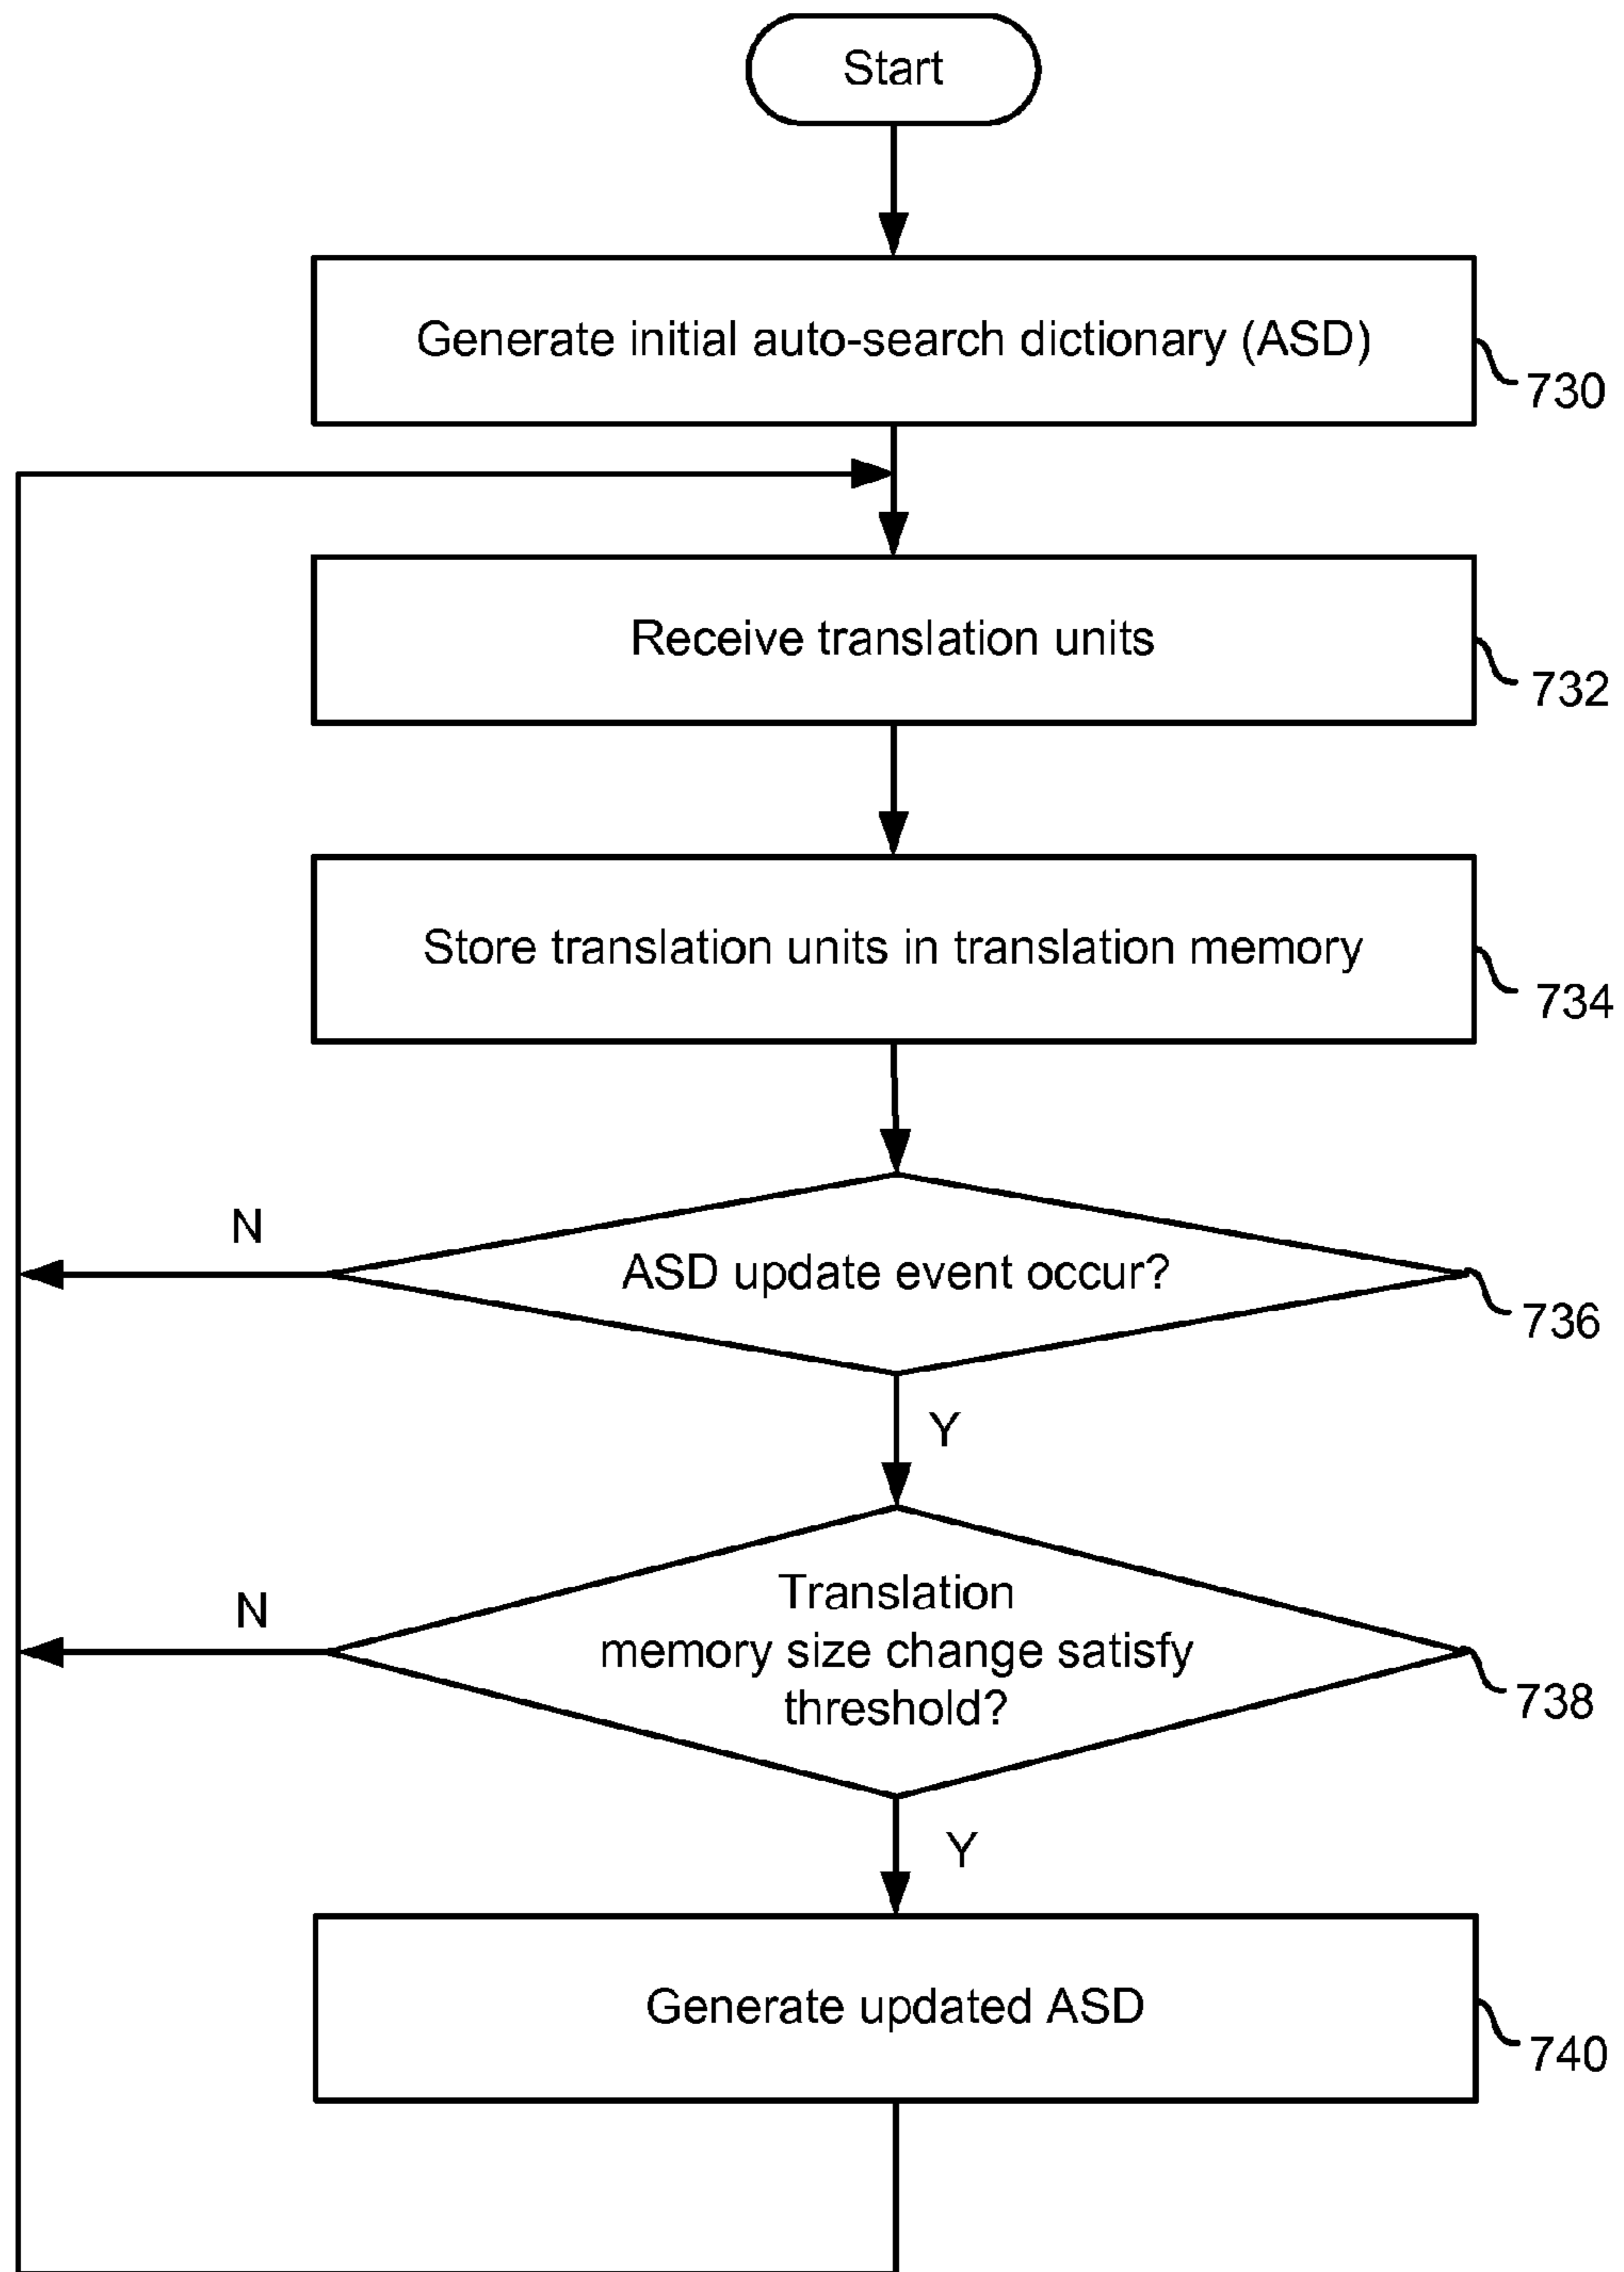 Start
Generate initial auto-search dictionary (ASD)
730
Receive translation units
732
Store translation units in translation memory
734
N
ASD update event occur?
736
Y
N
Translation
memory size change satisfy
threshold?
738
Y
Generate updated ASD
740